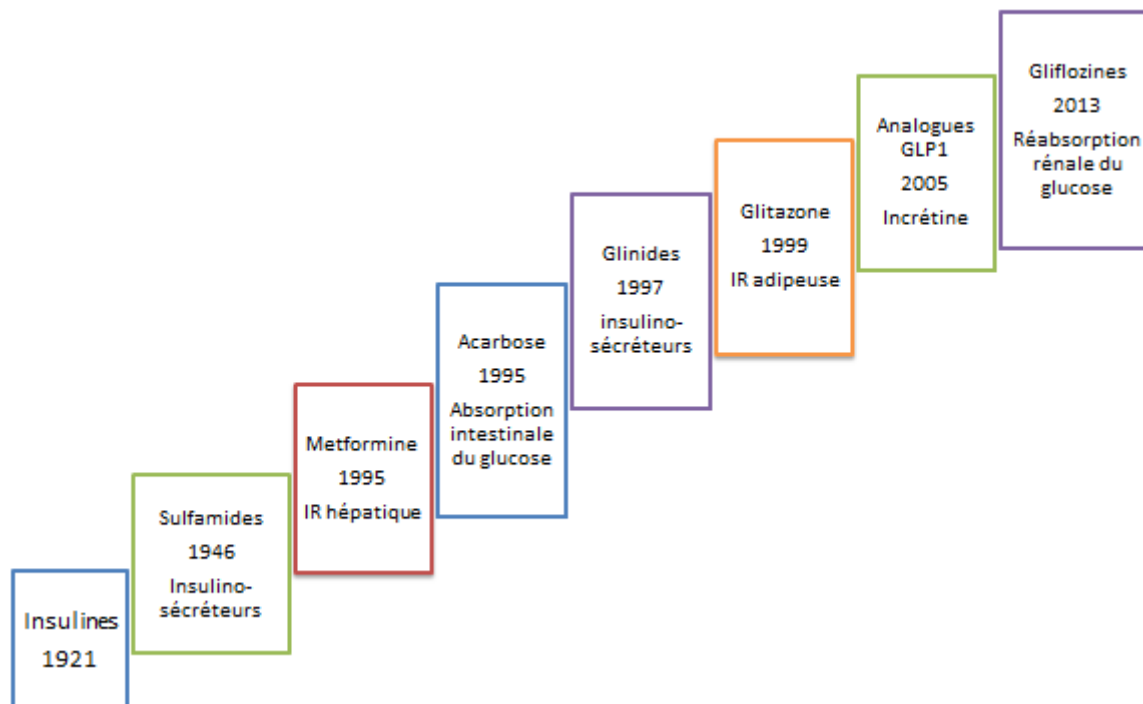 Insulines
1921
Sulfamides
1946
Insulino-
sécréteurs
Metformine
1995
IR hépatique
Acarbose
1995
Absorption
intestinale
du glucose
Glinides
1997
insulino-
sécréteurs
Glitazone
1999
IR adipeuse
Analogues
GLP1
2005
Incrétine
Gliflozines
2013
Réabsorption
rénale du
glucose